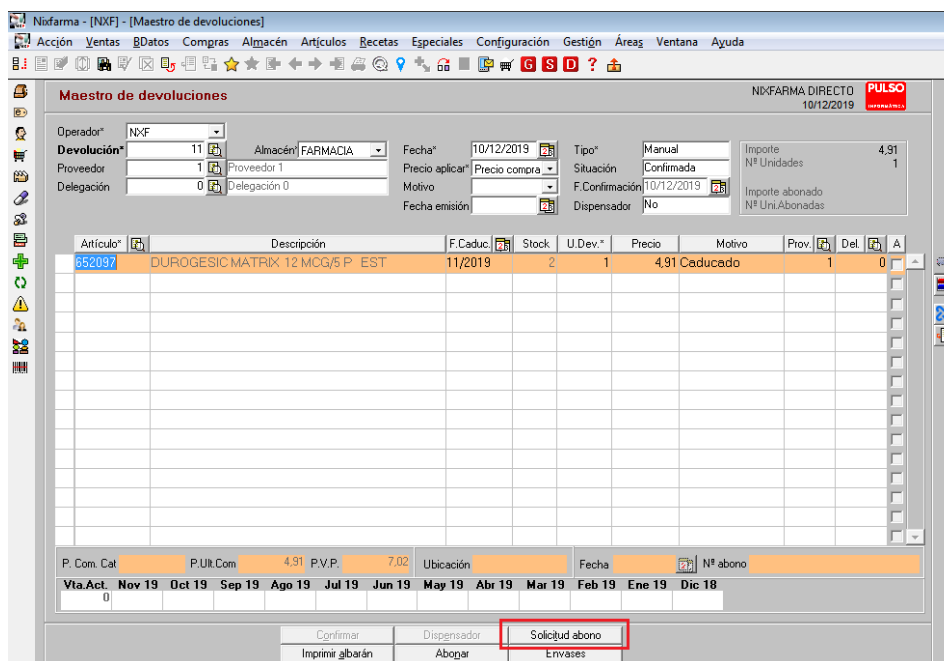 Nixfarma - [NXF] - [Maestro de devoluciones]
Acción Ventas BDatos Compras Almacén Artículos Recetas Especiales Configuración Gestión Áreas Ventana Ayuda
G S D ?
Maestro de devoluciones NIXFARMA DIRECTO PULSO
10/12/2019 INFORMÁTICA
Operador* NXF
Devolución* 11 Almacén* FARMACIA Fecha* 10/12/2019 Tipo* Manual Importe 4,91
Proveedor 1 Proveedor 1 Precio aplicar* Precio compra Situación Confirmada Nª Unidades 1
Delegación 0 Delegación 0 Motivo F.Confirmación 10/12/2019 Importe abonado
Fecha emisión Dispensador No Nª Uni.Abonadas
Artículo* Descripción F.Caduc. Stock U.Dev.* Precio Motivo Prov. Del. A
652097 DUROGESIC MATRIX 12 MCG/5 P EST 11/2019 2 1 4,91 Caducado 1 0
P. Com. Cat P.Ult.Com 4,91 P.V.P. 7,02 Ubicación Fecha Nª abono
Vta.Act. Nov 19 Oct 19 Sep 19 Ago 19 Jul 19 Jun 19 May 19 Abr 19 Mar 19 Feb 19 Ene 19 Dic 18
0
Confirmar Dispensador Solicitud abono
Imprimir albarán Abonar Envases